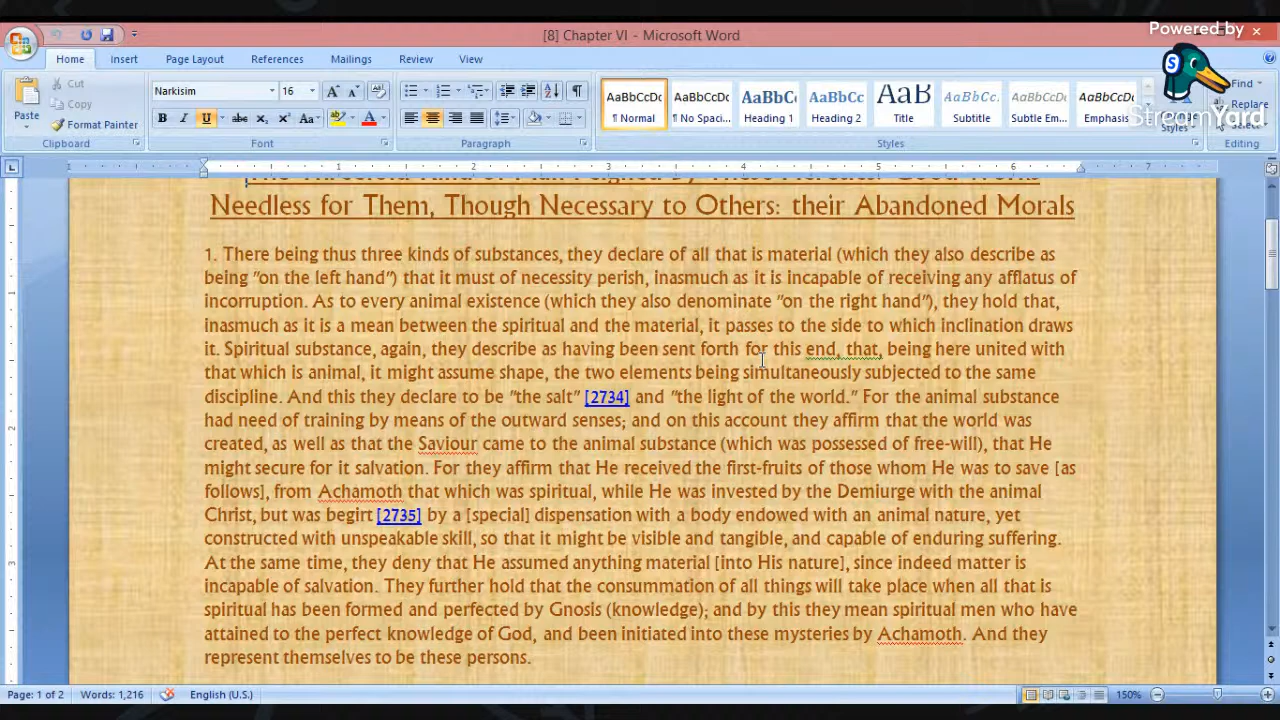 Powered by
[8] Chapter VI - Microsoft Word
Home Insert Page Layout References Mailings Review View
Cut
Copy
Paste
Format Painter
Markisim 16
AaBbCcDc AaBbCcDc AaBbCc AaBbCc AaB AaBbCc. AaBbCcDc AaBbCcDc
¶ Normal ¶ No Spaci... Heading 1 Heading 2 Title Subtitle Subtle Em... Emphasis
Styles
Find
Replace
Select
StreamYard
Clipboard Font Paragraph Styles Editing
1 1 2 3 4 5 6 7
Needless for Them, Though Necessary to Others: their Abandoned Morals
1. There being thus three kinds of substances, they declare of all that is material (which they also describe as
being "on the left hand") that it must of necessity perish, inasmuch as it is incapable of receiving any afflatus of
incorruption. As to every animal existence (which they also denominate "on the right hand"), they hold that,
inasmuch as it is a mean between the spiritual and the material, it passes to the side to which inclination draws
it. Spiritual substance, again, they describe as having been sent forth for this end, that, being here united with
that which is animal, it might assume shape, the two elements being simultaneously subjected to the same
discipline. And this they declare to be "the salt" [2734] and "the light of the world." For the animal substance
had need of training by means of the outward senses; and on this account they affirm that the world was
created, as well as that the Saviour came to the animal substance (which was possessed of free-will), that He
might secure for it salvation. For they affirm that He received the first-fruits of those whom He was to save [as
follows], from Achamoth that which was spiritual, while He was invested by the Demiurge with the animal
Christ, but was begirt [2735] by a [special] dispensation with a body endowed with an animal nature, yet
constructed with unspeakable skill, so that it might be visible and tangible, and capable of enduring suffering.
At the same time, they deny that He assumed anything material [into His nature], since indeed matter is
incapable of salvation. They further hold that the consummation of all things will take place when all that is
spiritual has been formed and perfected by Gnosis (knowledge); and by this they mean spiritual men who have
attained to the perfect knowledge of God, and been initiated into these mysteries by Achamoth. And they
represent themselves to be these persons.
Page: 1 of 2 Words: 1,216 English (U.S.) 150%